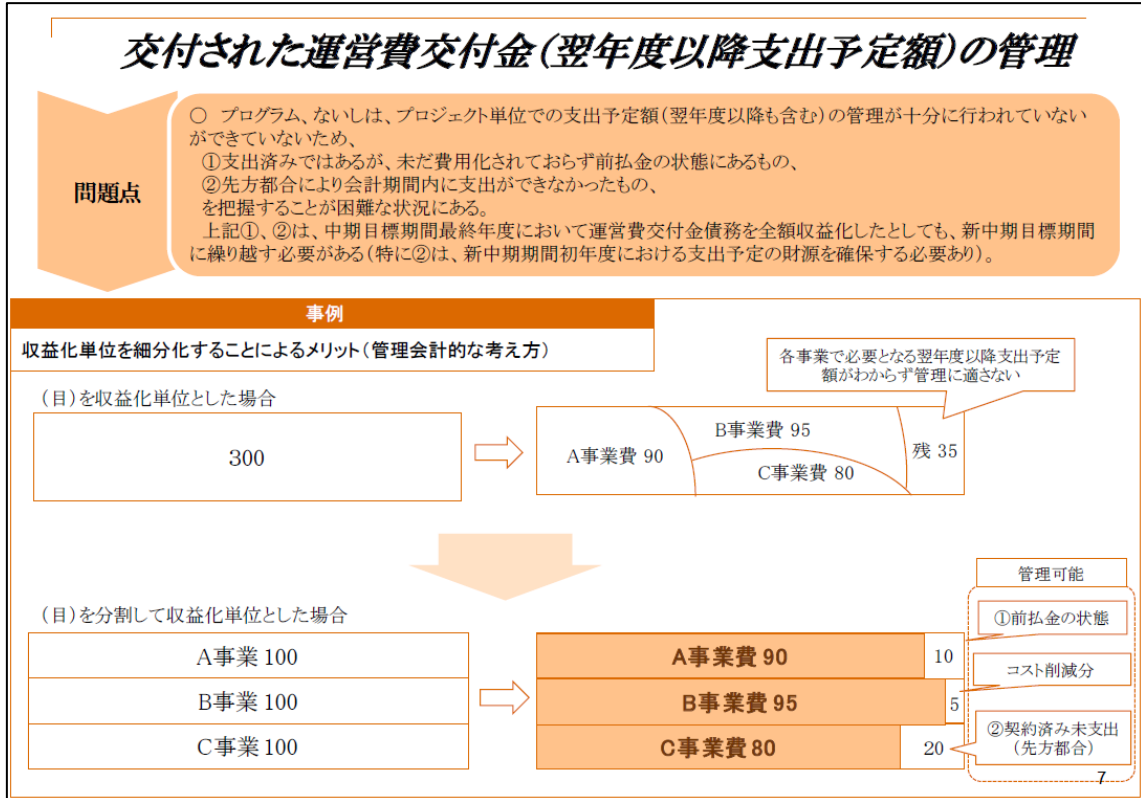 交付された運営費交付金(翌年度以降支出予定額)の管理
問題点
○ プログラム、ないしは、プロジェクト単位での支出予定額(翌年度以降も含む)の管理が十分に行われていない
ができていないため、
①支出済みではあるが、未だ費用化されておらず前払金の状態にあるもの、
②先方都合により会計期間内に支出ができなかったもの、
を把握することが困難な状況にある。
上記①、②は、中期目標期間最終年度において運営費交付金債務を全額収益化したとしても、新中期目標期間
に繰り越す必要がある(特に②は、新中期期間初年度における支出予定の財源を確保する必要あり)。
事例
収益化単位を細分化することによるメリット(管理会計的な考え方)
各事業で必要となる翌年度以降支出予定
額がわからず管理に適さない
(目)を収益化単位とした場合
300
A事業費 90
B事業費 95
C事業費 80
残 35
管理可能
(目)を分割して収益化単位とした場合
A事業 100
B事業 100
C事業 100
A事業費 90
10
B事業費 95
5
C事業費 80
20
①前払金の状態
コスト削減分
②契約済み未支出
(先方都合)
7